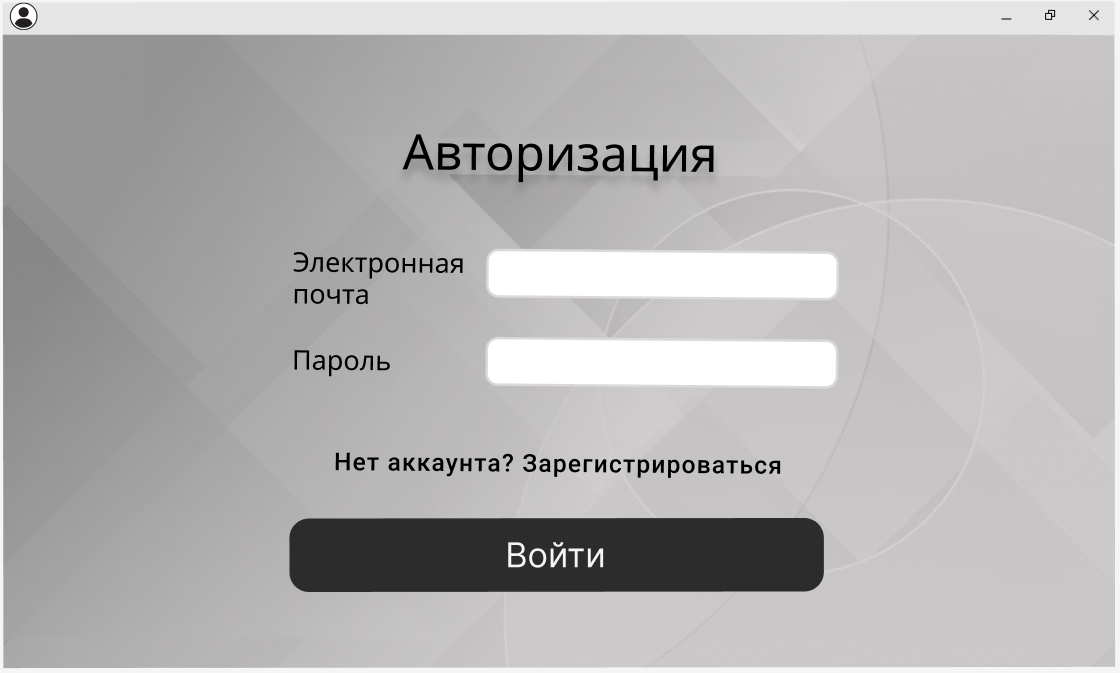 Авторизация
Электронная
почта
Пароль
Нет аккаунта? Зарегистрироваться
Войти